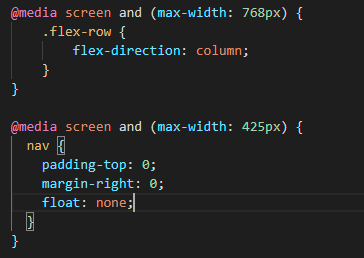 @media screen and (max-width: 768px) {
    .flex-row {
        flex-direction: column;
    }
}

@media screen and (max-width: 425px) {
  nav {
    padding-top: 0;
    margin-right: 0;
    float: none;
  }
}